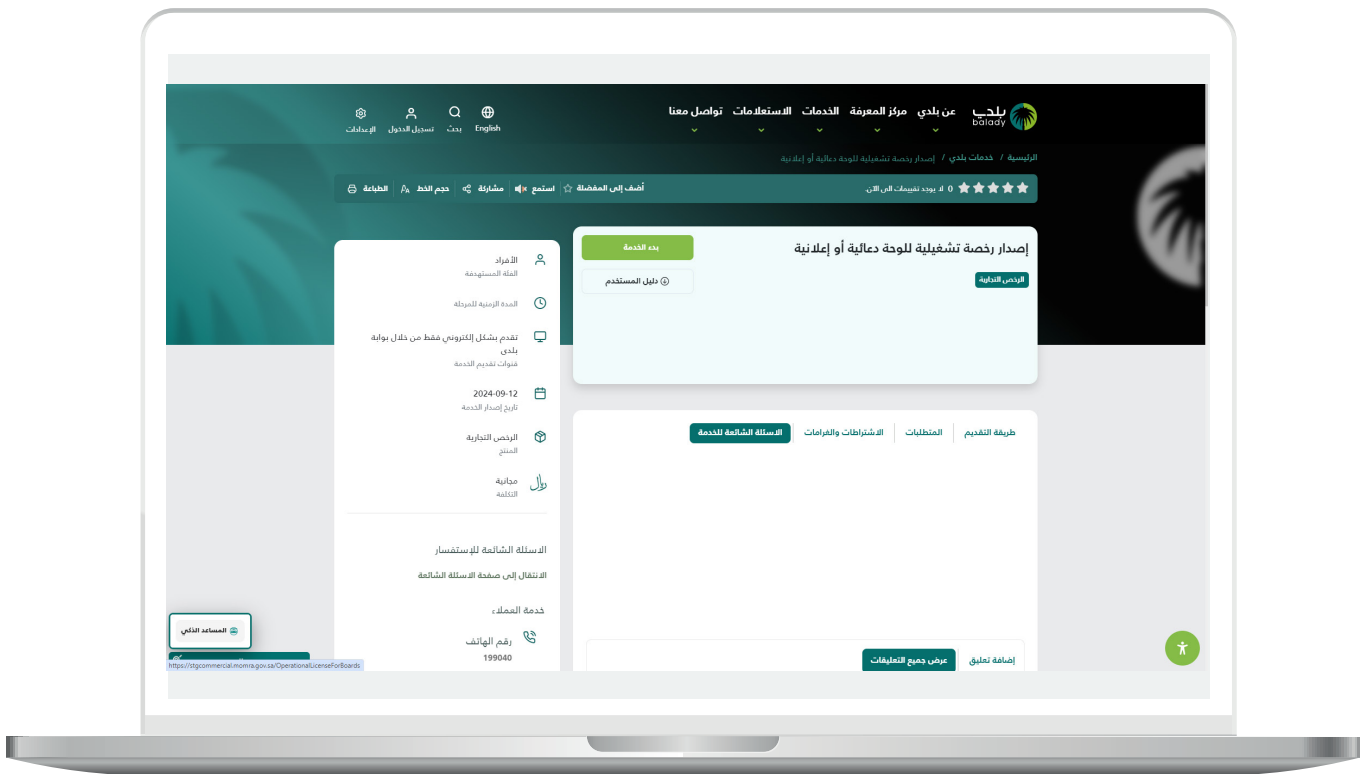 بلدي
balady
عن بلدي
مركز المعرفة
الخدمات
الاستعلامات
تواصل معنا
English
بحث
تسجيل الدخول
الإعدادات
الرئيسية / خدمات بلدي / إصدار رخصة تشغيلية للوحة دعائية أو إعلانية
0 لا يوجد تقييمات الى الآن.
أضف إلى المفضلة
استمع
مشاركة
حجم الخط
الطباعة
إصدار رخصة تشغيلية للوحة دعائية أو إعلانية
الرخص التجارية
بدء الخدمة
دليل المستخدم
الأفراد
الفئة المستهدفة
المدة الزمنية للمرحلة
تقدم بشكل إلكتروني فقط من خلال بوابة
بلدي
قنوات تقديم الخدمة
2024-09-12
تاريخ إصدار الخدمة
الرخص التجارية
المنتج
مجانية
التكلفة
طريقة التقديم
المتطلبات
الاشتراطات والغرامات
الاسئلة الشائعة للخدمة
الاسئلة الشائعة للإستفسار
الانتقال إلى صفحة الاسئلة الشائعة
خدمة العملاء
رقم الهاتف
199040
إضافة تعليق
عرض جميع التعليقات
المساعد الذكي
https://stgcommercial.momra.gov.sa/OperationalLicenseForBoards